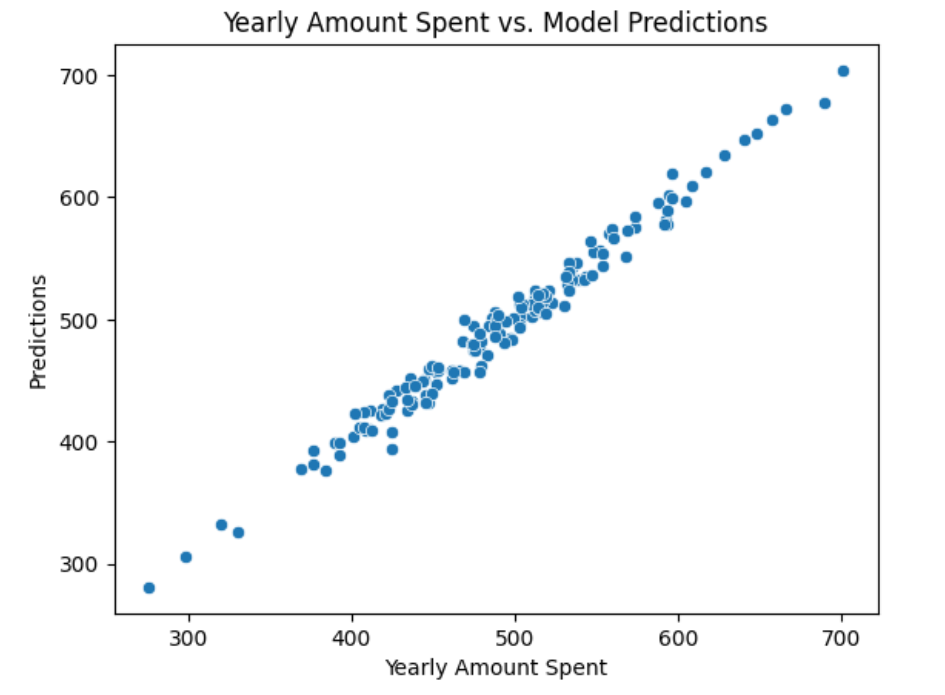 Yearly Amount Spent vs. Model Predictions
700
600
500
400
300
Predictions
300 400 500 600 700
Yearly Amount Spent